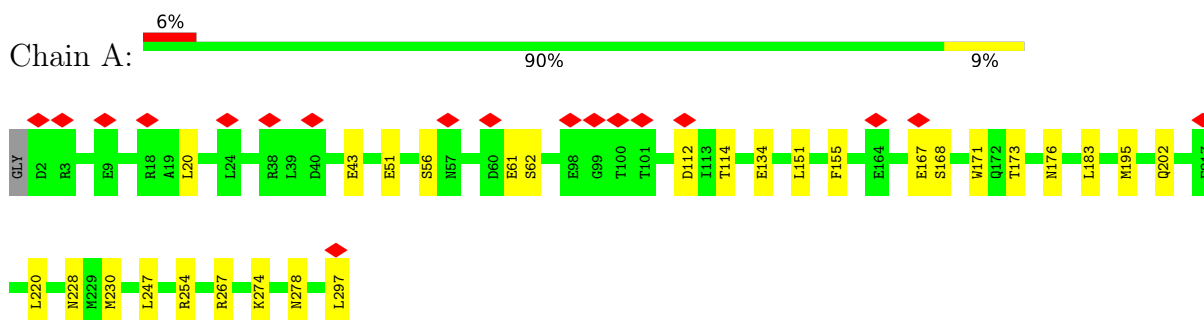 6%
Chain A:
90% 9%
GLY D2 R3 E9 R18 A19 L20 L24 R38 L39 D40 E43 E51 S56 N57 D60 E61 S62 E98 G99 T100 T101 D112 I113 T114 E134 L151 F155 E164 E167 S168 W171 Q172 T173 N176 L183 M195 Q202
L220 N228 M229 M230 L247 R254 R267 K274 N278 L297